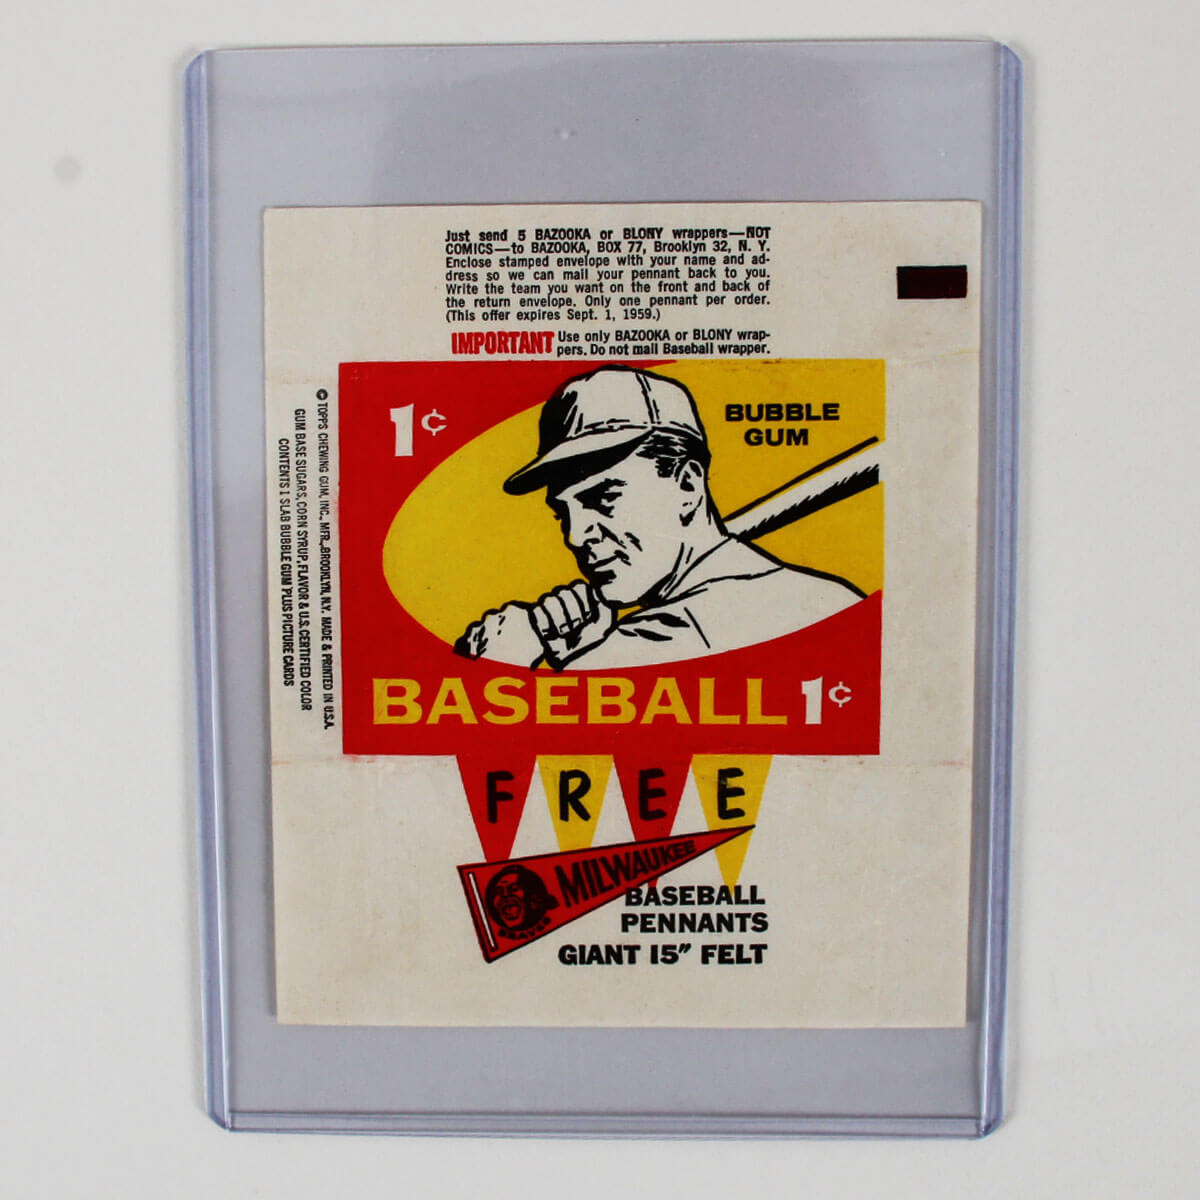 Just send 5 BAZOOKA or BLONY wrappers—NOT
COMICS—to BAZOOKA, BOX 77, Brooklyn 32, N. Y.
Enclose stamped envelope with your name and ad-
dress so we can mail your pennant back to you.
Write the team you want on the front and back of
the return envelope. Only one pennant per order.
(This offer expires Sept. 1, 1959.)
IMPORTANT Use only BAZOOKA or BLONY wrap-
pers. Do not mail Baseball wrapper.
1¢
BUBBLE
GUM
BASEBALL 1¢
© TOPPS CHEWING GUM, INC., MFR., BROOKLYN, N.Y. MADE & PRINTED IN U.S.A.
GUM BASE SUGARS, CORN SYRUP, FLAVOR & U.S. CERTIFIED COLOR
CONTENTS 1 SLAB BUBBLE GUM PLUS PICTURE CARDS
FREE
MILWAUKEE
BRAVES
BASEBALL
PENNANTS
GIANT 15" FELT